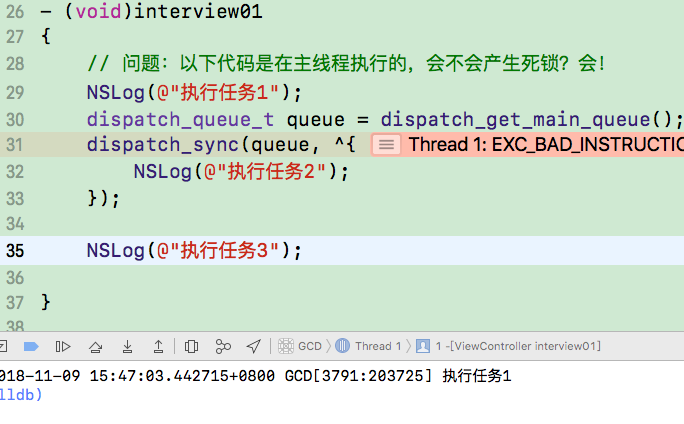 26 - (void)interview01
27 {
28 // 问题：以下代码是在主线程执行的，会不会产生死锁？会！
29 NSLog(@"执行任务1");
30 dispatch_queue_t queue = dispatch_get_main_queue();
31 dispatch_sync(queue, ^{ Thread 1: EXC_BAD_INSTRUCTIO
32 NSLog(@"执行任务2");
33 });
34
35 NSLog(@"执行任务3");
36
37 }
38
GCD Thread 1 1 -[ViewController interview01]
018-11-09 15:47:03.442715+0800 GCD[3791:203725] 执行任务1
lldb)